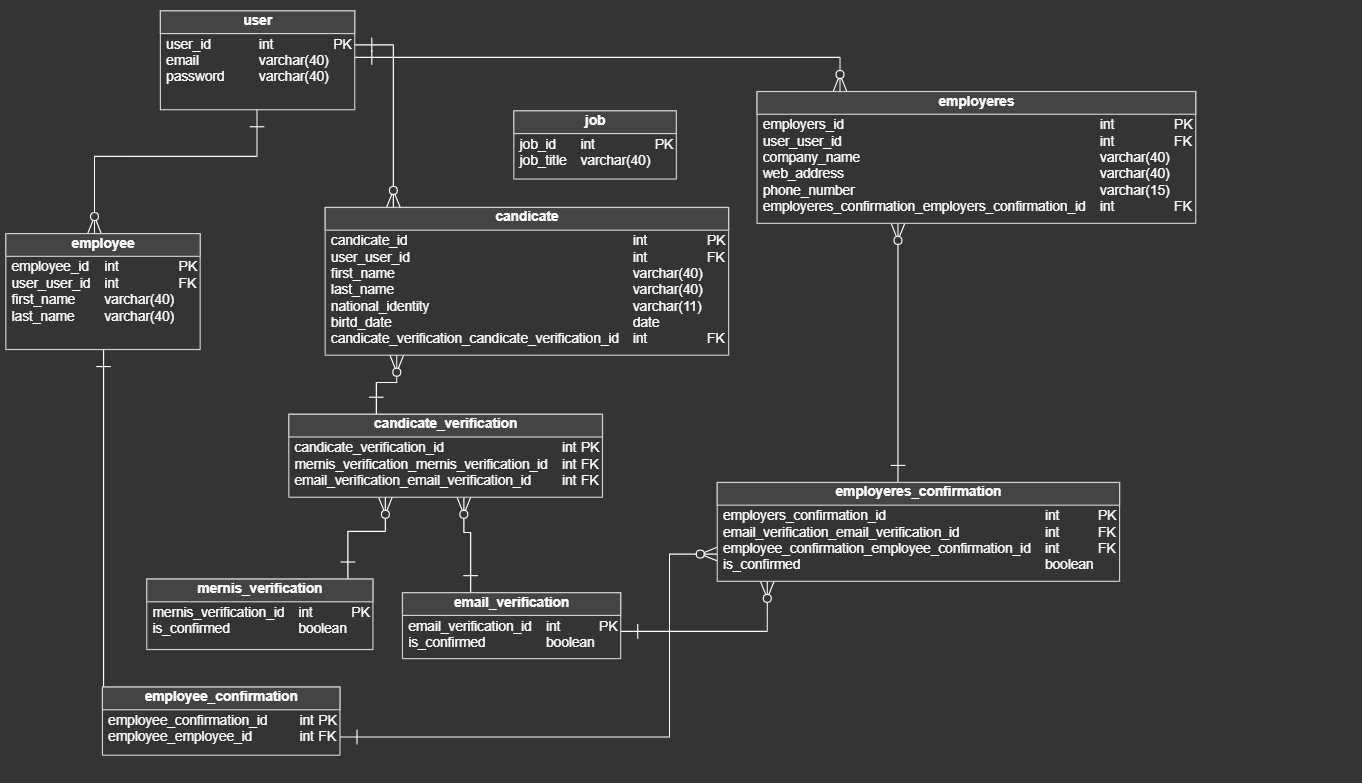 user
user_id int PK
email varchar(40)
password varchar(40)
employeres
employers_id int PK
user_user_id int FK
company_name varchar(40)
web_address varchar(40)
phone_number varchar(15)
employeres_confirmation_employers_confirmation_id int FK
job
job_id int PK
job_title varchar(40)
candicate
candicate_id int PK
user_user_id int FK
first_name varchar(40)
last_name varchar(40)
national_identity varchar(11)
birtd_date date
candicate_verification_candicate_verification_id int FK
employee
employee_id int PK
user_user_id int FK
first_name varchar(40)
last_name varchar(40)
candicate_verification
candicate_verification_id int PK
mernis_verification_mernis_verification_id int FK
email_verification_email_verification_id int FK
employeres_confirmation
employers_confirmation_id int PK
email_verification_email_verification_id int FK
employee_confirmation_employee_confirmation_id int FK
is_confirmed boolean
mernis_verification
mernis_verification_id int PK
is_confirmed boolean
email_verification
email_verification_id int PK
is_confirmed boolean
employee_confirmation
employee_confirmation_id int PK
employee_employee_id int FK